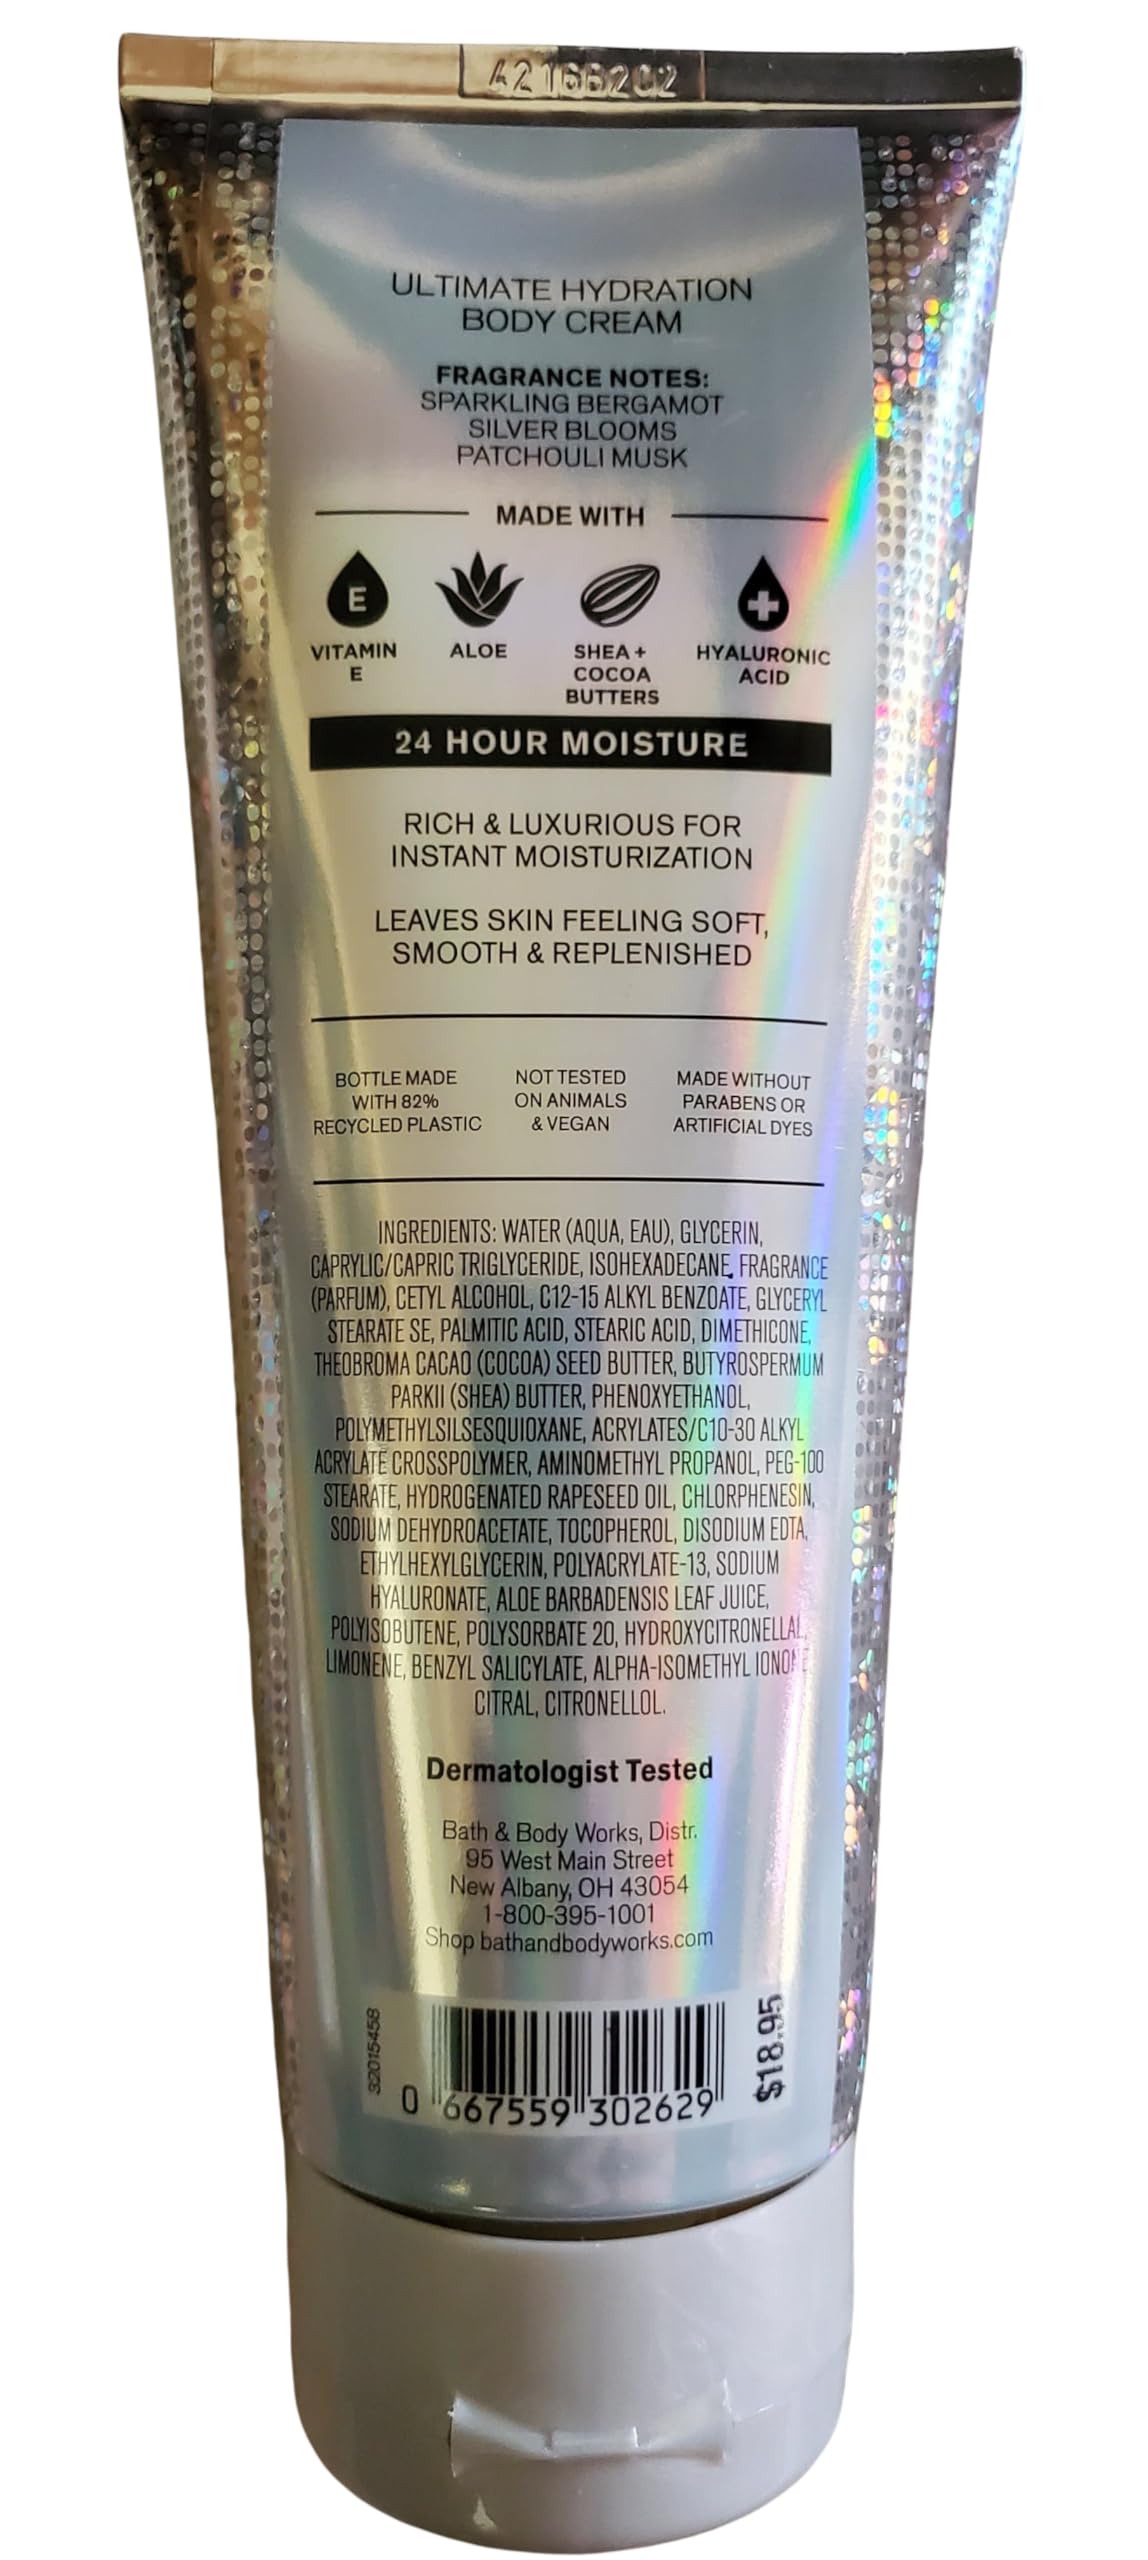 42166202
ULTIMATE HYDRATION
BODY CREAM
FRAGRANCE NOTES:
SPARKLING BERGAMOT
SILVER BLOOMS
PATCHOULI MUSK
MADE WITH
E
VITAMIN
E
ALOE
SHEA +
COCOA
BUTTERS
HYALURONIC
ACID
24 HOUR MOISTURE
RICH & LUXURIOUS FOR
INSTANT MOISTURIZATION
LEAVES SKIN FEELING SOFT,
SMOOTH & REPLENISHED
BOTTLE MADE
WITH 82%
RECYCLED PLASTIC
NOT TESTED
ON ANIMALS
& VEGAN
MADE WITHOUT
PARABENS OR
ARTIFICIAL DYES
INGREDIENTS: WATER (AQUA, EAU), GLYCERIN,
CAPRYLIC/CAPRIC TRIGLYCERIDE, ISOHEXADECANE, FRAGRANCE
(PARFUM), CETYL ALCOHOL, C12-15 ALKYL BENZOATE, GLYCERYL
STEARATE SE, PALMITIC ACID, STEARIC ACID, DIMETHICONE,
THEOBROMA CACAO (COCOA) SEED BUTTER, BUTYROSPERMUM
PARKII (SHEA) BUTTER, PHENOXYETHANOL,
POLYMETHYLSILSESQUIOXANE, ACRYLATES/C10-30 ALKYL
ACRYLATE CROSSPOLYMER, AMINOMETHYL PROPANOL, PEG-100
STEARATE, HYDROGENATED RAPESEED OIL, CHLORPHENESIN,
SODIUM DEHYDROACETATE, TOCOPHEROL, DISODIUM EDTA,
ETHYLHEXYLGLYCERIN, POLYACRYLATE-13, SODIUM
HYALURONATE, ALOE BARBADENSIS LEAF JUICE,
POLYISOBUTENE, POLYSORBATE 20, HYDROXYCITRONELLAL,
LIMONENE, BENZYL SALICYLATE, ALPHA-ISOMETHYL IONONE,
CITRAL, CITRONELLOL.
Dermatologist Tested
Bath & Body Works, Distr.
95 West Main Street
New Albany, OH 43054
1-800-395-1001
Shop bathandbodyworks.com
32015458
0 667559 302629
$18.95